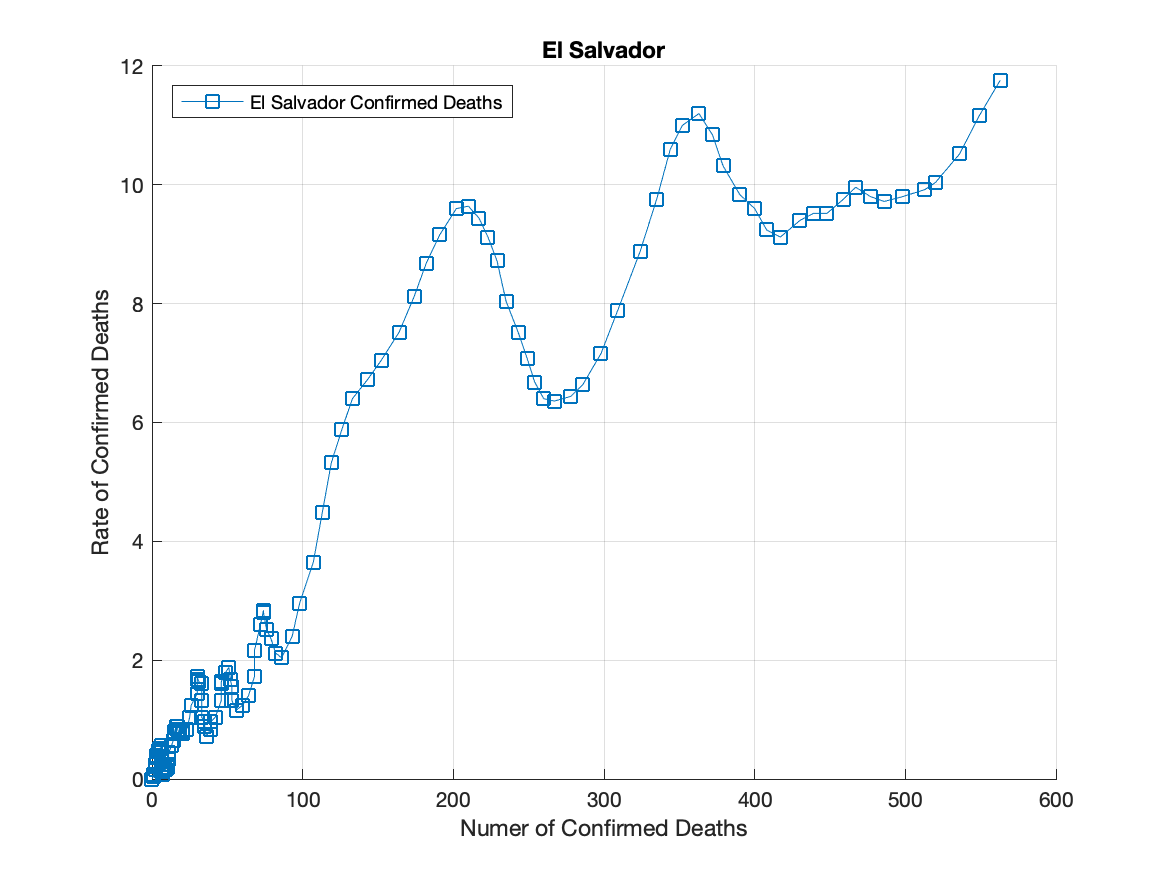 El Salvador
El Salvador Confirmed Deaths
12
10
8
6
4
2
0
Rate of Confirmed Deaths
0 100 200 300 400 500 600
Numer of Confirmed Deaths